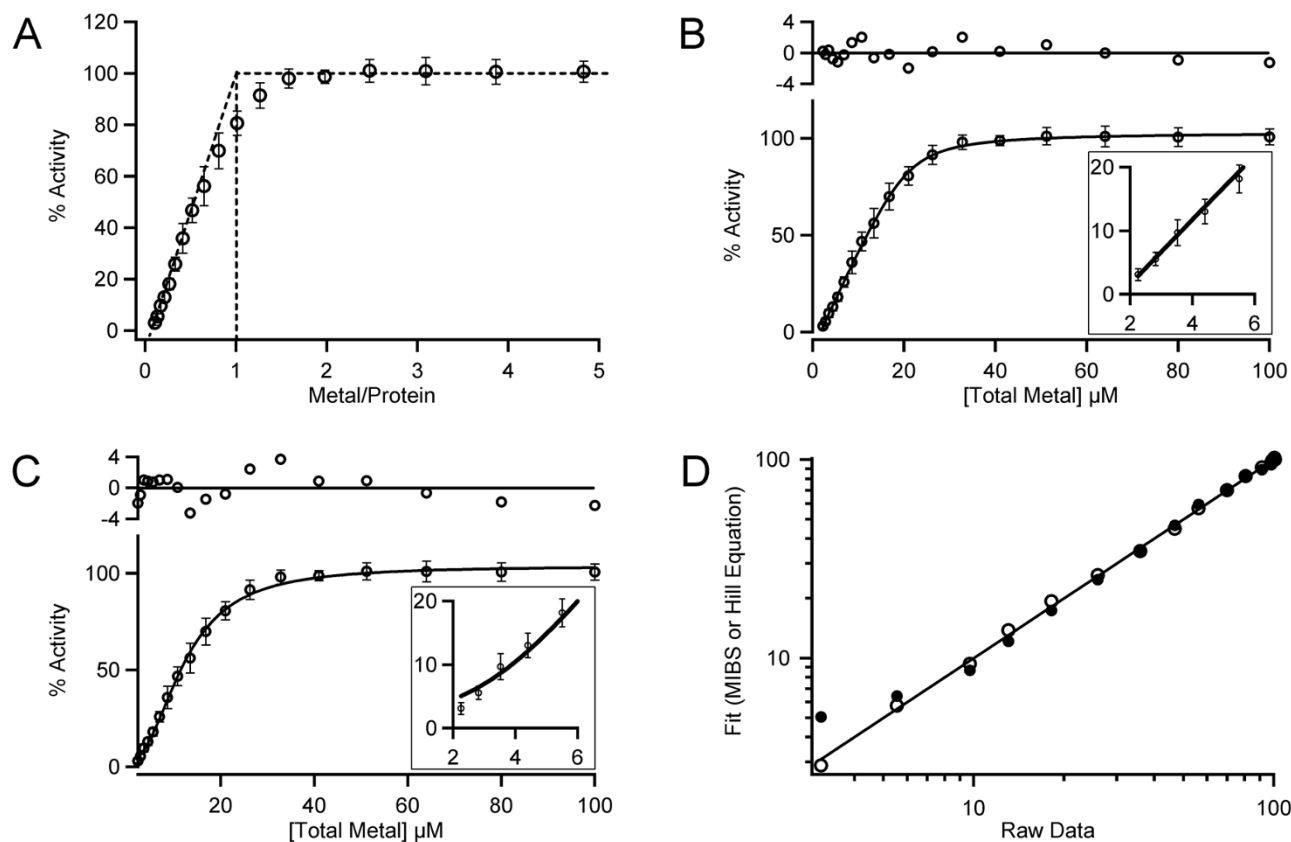 A
120
100
80
60
40
20
0
% Activity
0 1 2 3 4 5
Metal/Protein
B
4
0
-4
100
50
0
% Activity
20
10
0
2 4 6
0 20 40 60 80 100
[Total Metal] µM
C
4
0
-4
100
50
0
% Activity
20
10
0
2 4 6
20 40 60 80 100
[Total Metal] µM
D
100
10
Fit (MIBS or Hill Equation)
10 100
Raw Data